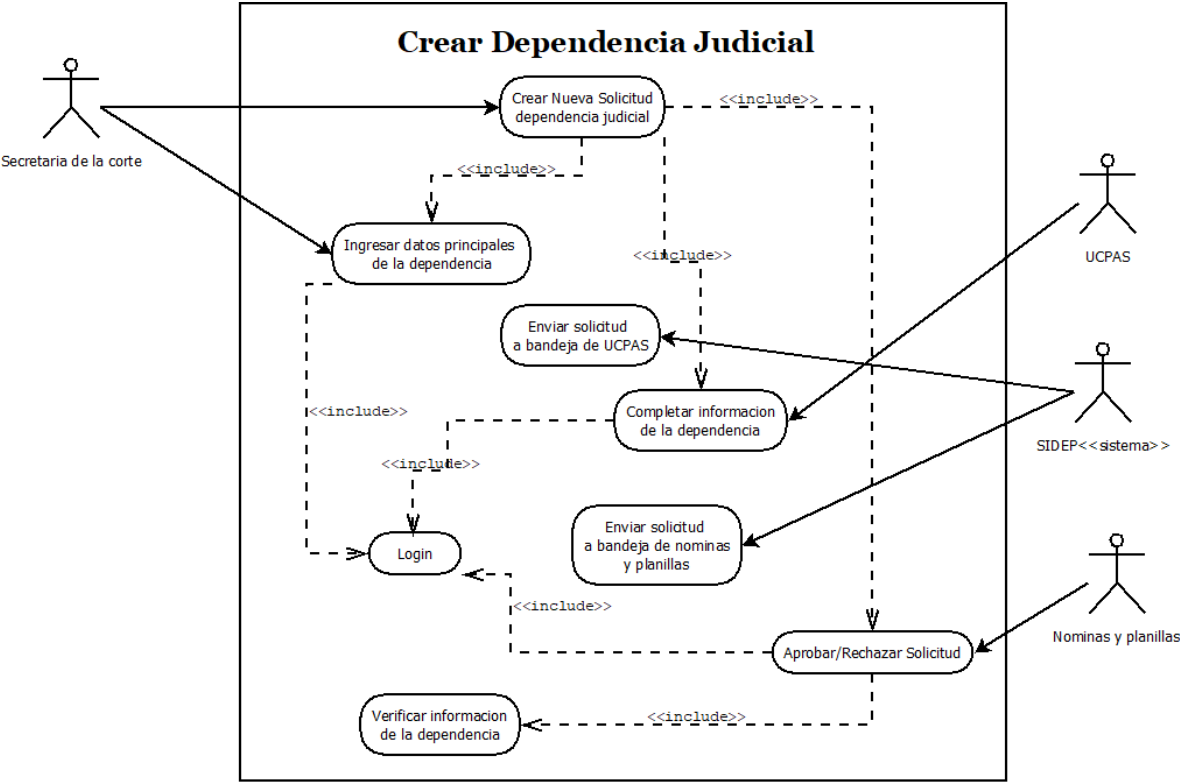 Crear Dependencia Judicial
Crear Nueva Solicitud
dependencia judicial
<<include>>
Secretaria de la corte
<<include>>
Ingresar datos principales
de la dependencia
<<include>>
UCPAS
Enviar solicitud
a bandeja de UCPAS
<<include>>
Completar informacion
de la dependencia
SIDEP<<sistema>>
<<include>>
Enviar solicitud
a bandeja de nominas
y planillas
Login
<<include>>
Nominas y planillas
Aprobar/Rechazar Solicitud
<<include>>
Verificar informacion
de la dependencia